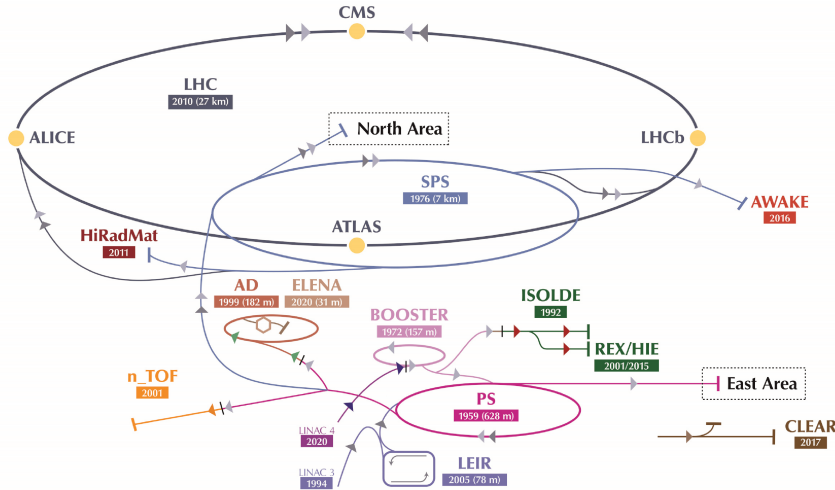 CMS
LHC
2010 (27 km)
North Area
ALICE
LHCb
SPS
1976 (7 km)
AWAKE
2016
ATLAS
HiRadMat
2011
AD
1999 (182 m)
ELENA
2020 (31 m)
ISOLDE
1992
BOOSTER
1972 (157 m)
REX/HIE
2001/2015
n_TOF
2001
East Area
PS
1959 (628 m)
LINAC 4
2020
CLEAR
2017
LINAC 3
1994
LEIR
2005 (78 m)